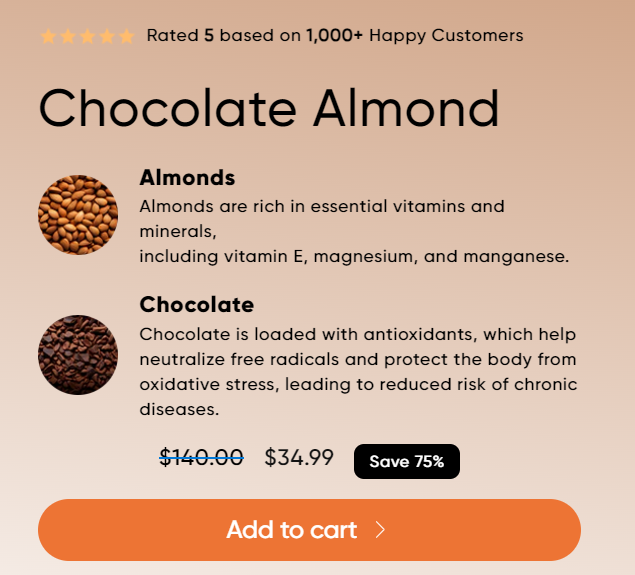 Rated 5 based on 1,000+ Happy Customers
Chocolate Almond
Almonds
Almonds are rich in essential vitamins and
minerals,
including vitamin E, magnesium, and manganese.
Chocolate
Chocolate is loaded with antioxidants, which help
neutralize free radicals and protect the body from
oxidative stress, leading to reduced risk of chronic
diseases.
$140.00 $34.99 Save 75%
Add to cart